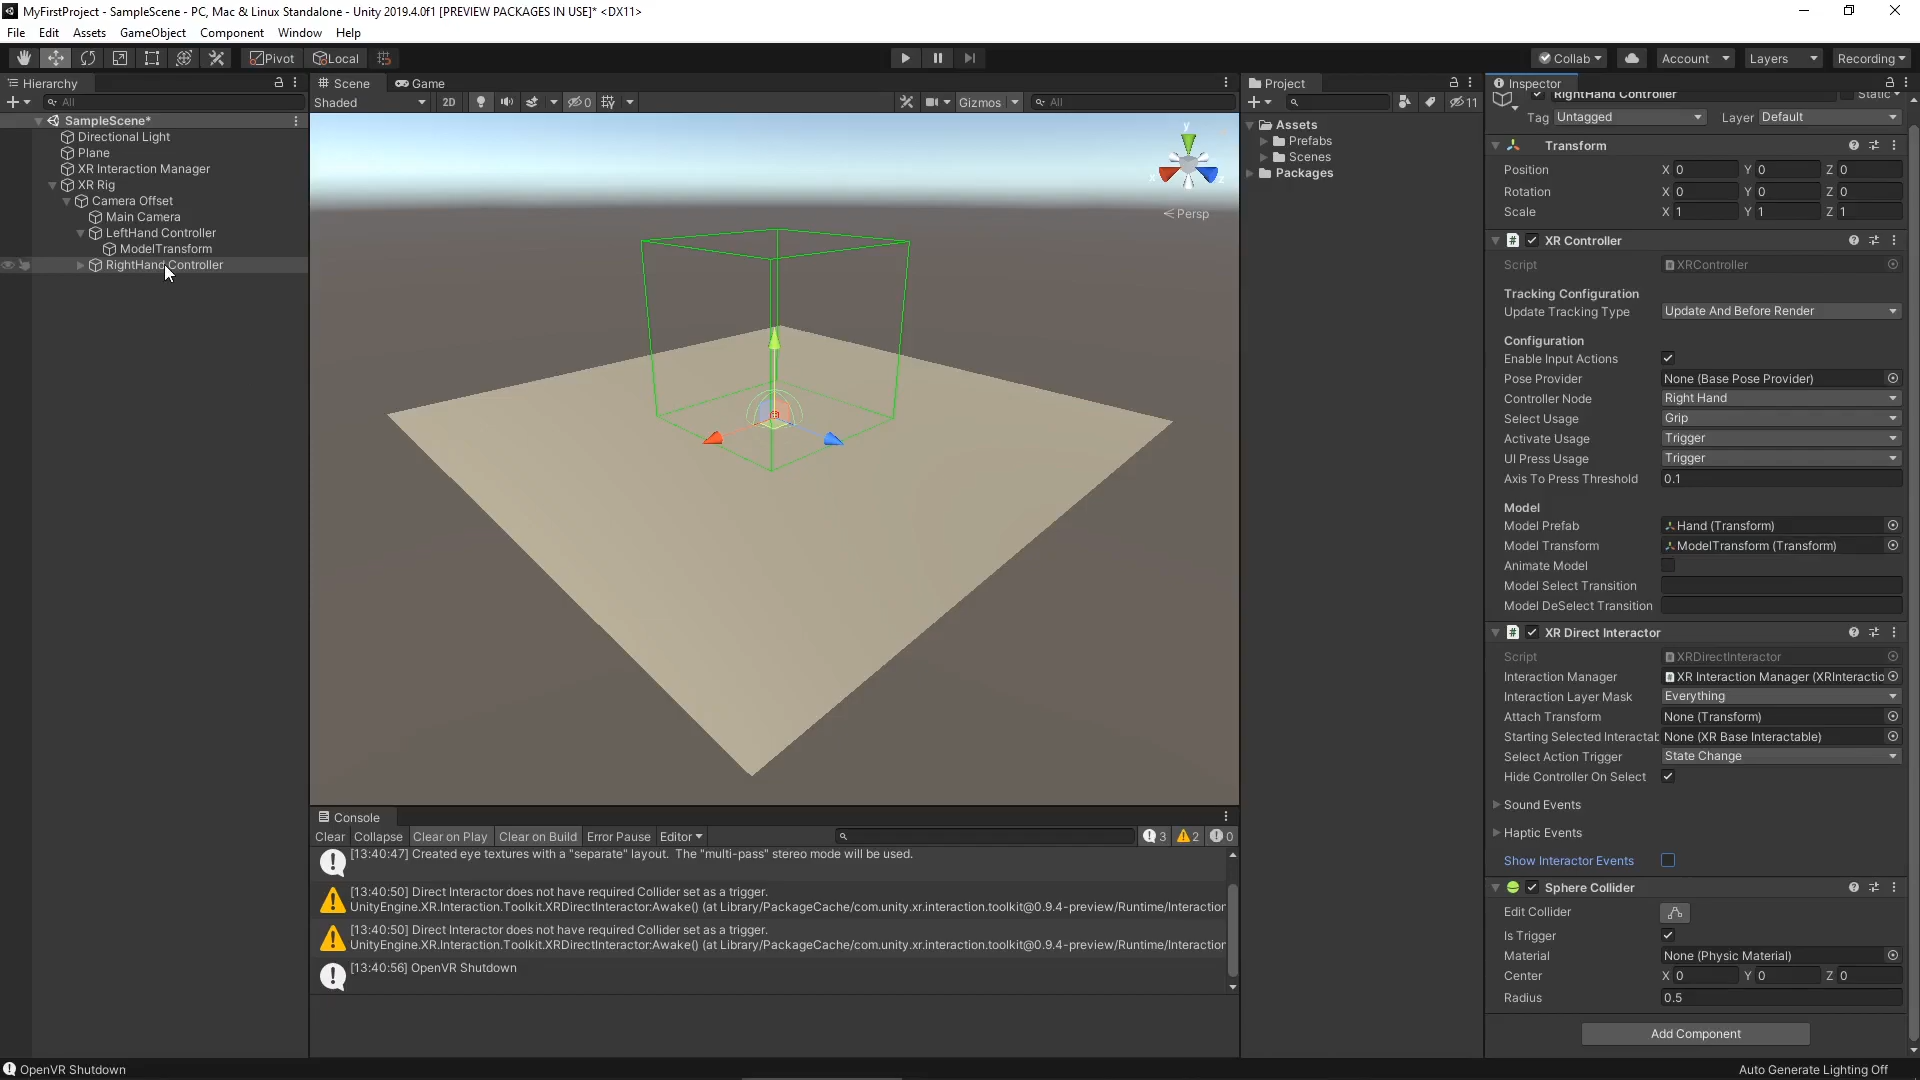 MyFirstProject - SampleScene - PC, Mac & Linux Standalone - Unity 2019.4.0f1 [PREVIEW PACKAGES IN USE]* <DX11>
File Edit Assets GameObject Component Window Help
Pivot Local Collab Account Layers Recording
Hierarchy
All
SampleScene*
Directional Light
Plane
XR Interaction Manager
XR Rig
Camera Offset
Main Camera
LeftHand Controller
ModelTransform
RightHand Controller
Scene Game
Shaded 2D 0 Gizmos All
y
x
z
Persp
Console
Clear Collapse Clear on Play Clear on Build Error Pause Editor 3 2 0
[13:40:47] Created eye textures with a "separate" layout. The "multi-pass" stereo mode will be used.
[13:40:50] Direct Interactor does not have required Collider set as a trigger.
UnityEngine.XR.Interaction.Toolkit.XRDirectInteractor:Awake() (at Library/PackageCache/com.unity.xr.interaction.toolkit@0.9.4-preview/Runtime/Interaction
[13:40:50] Direct Interactor does not have required Collider set as a trigger.
UnityEngine.XR.Interaction.Toolkit.XRDirectInteractor:Awake() (at Library/PackageCache/com.unity.xr.interaction.toolkit@0.9.4-preview/Runtime/Interaction
[13:40:56] OpenVR Shutdown
Project
11
Assets
Prefabs
Scenes
Packages
Inspector
RightHand Controller Static
Tag Untagged Layer Default
Transform
Position X 0 Y 0 Z 0
Rotation X 0 Y 0 Z 0
Scale X 1 Y 1 Z 1
XR Controller
Script XRController
Tracking Configuration
Update Tracking Type Update And Before Render
Configuration
Enable Input Actions
Pose Provider None (Base Pose Provider)
Controller Node Right Hand
Select Usage Grip
Activate Usage Trigger
UI Press Usage Trigger
Axis To Press Threshold 0.1
Model
Model Prefab Hand (Transform)
Model Transform ModelTransform (Transform)
Animate Model
Model Select Transition
Model DeSelect Transition
XR Direct Interactor
Script XRDirectInteractor
Interaction Manager XR Interaction Manager (XRInteractio
Interaction Layer Mask Everything
Attach Transform None (Transform)
Starting Selected Interactab None (XR Base Interactable)
Select Action Trigger State Change
Hide Controller On Select
Sound Events
Haptic Events
Show Interactor Events
Sphere Collider
Edit Collider
Is Trigger
Material None (Physic Material)
Center X 0 Y 0 Z 0
Radius 0.5
Add Component
OpenVR Shutdown
Auto Generate Lighting Off